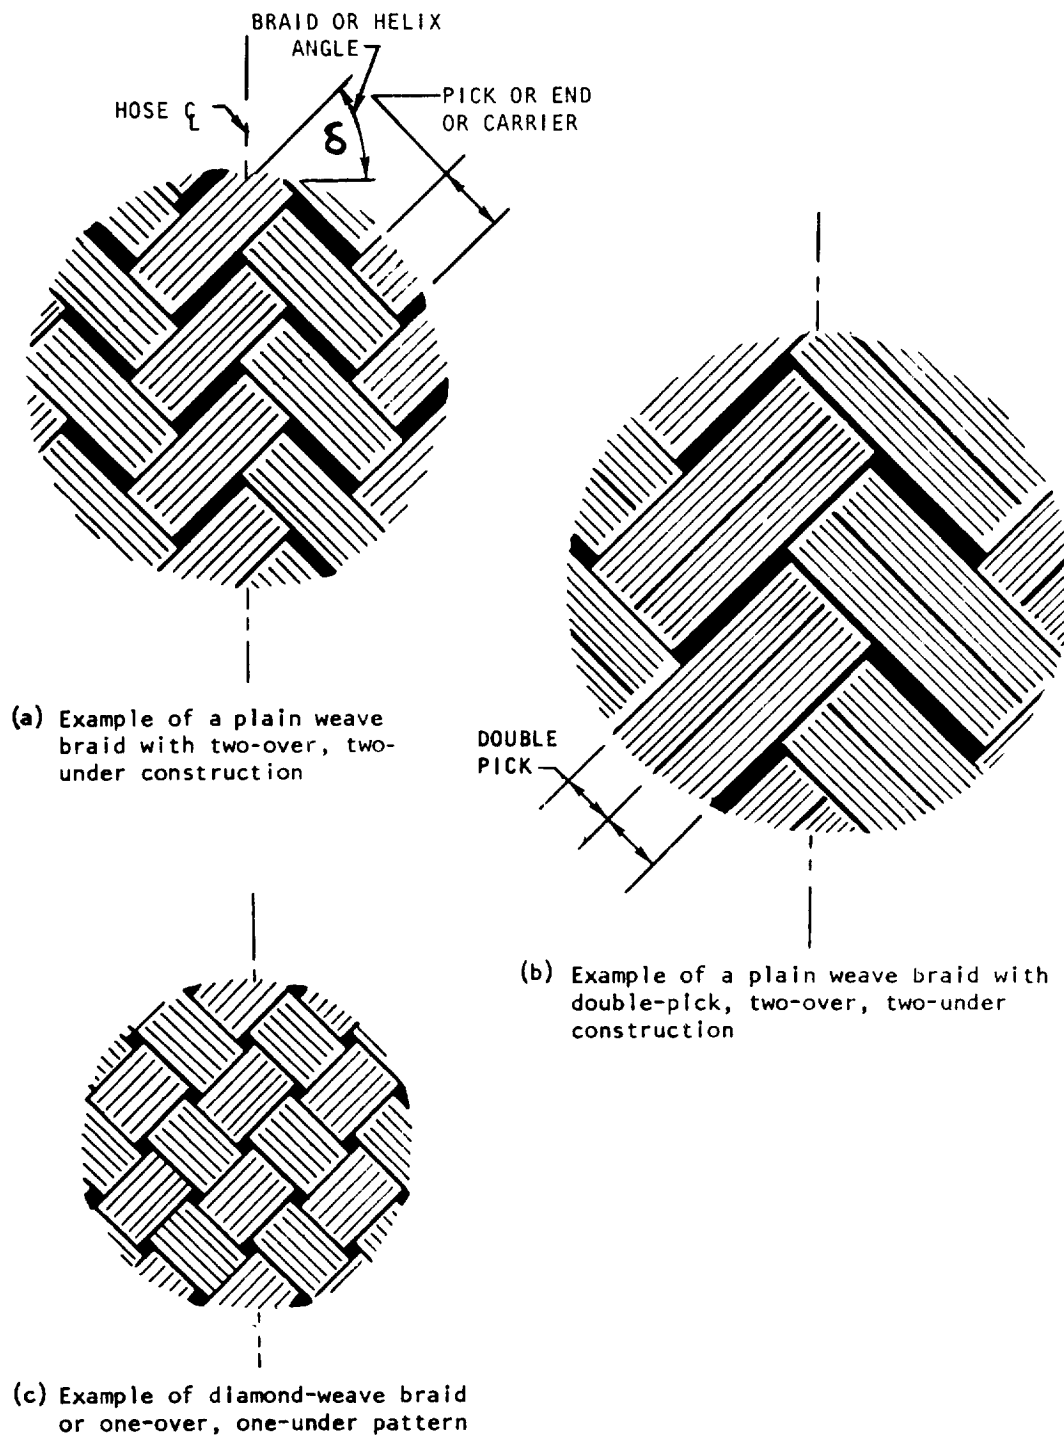 BRAID OR HELIX
ANGLE
HOSE ℄
PICK OR END
OR CARRIER
δ
(a) Example of a plain weave
braid with two-over, two-
under construction
DOUBLE
PICK
(b) Example of a plain weave braid with
double-pick, two-over, two-under
construction
(c) Example of diamond-weave braid
or one-over, one-under pattern